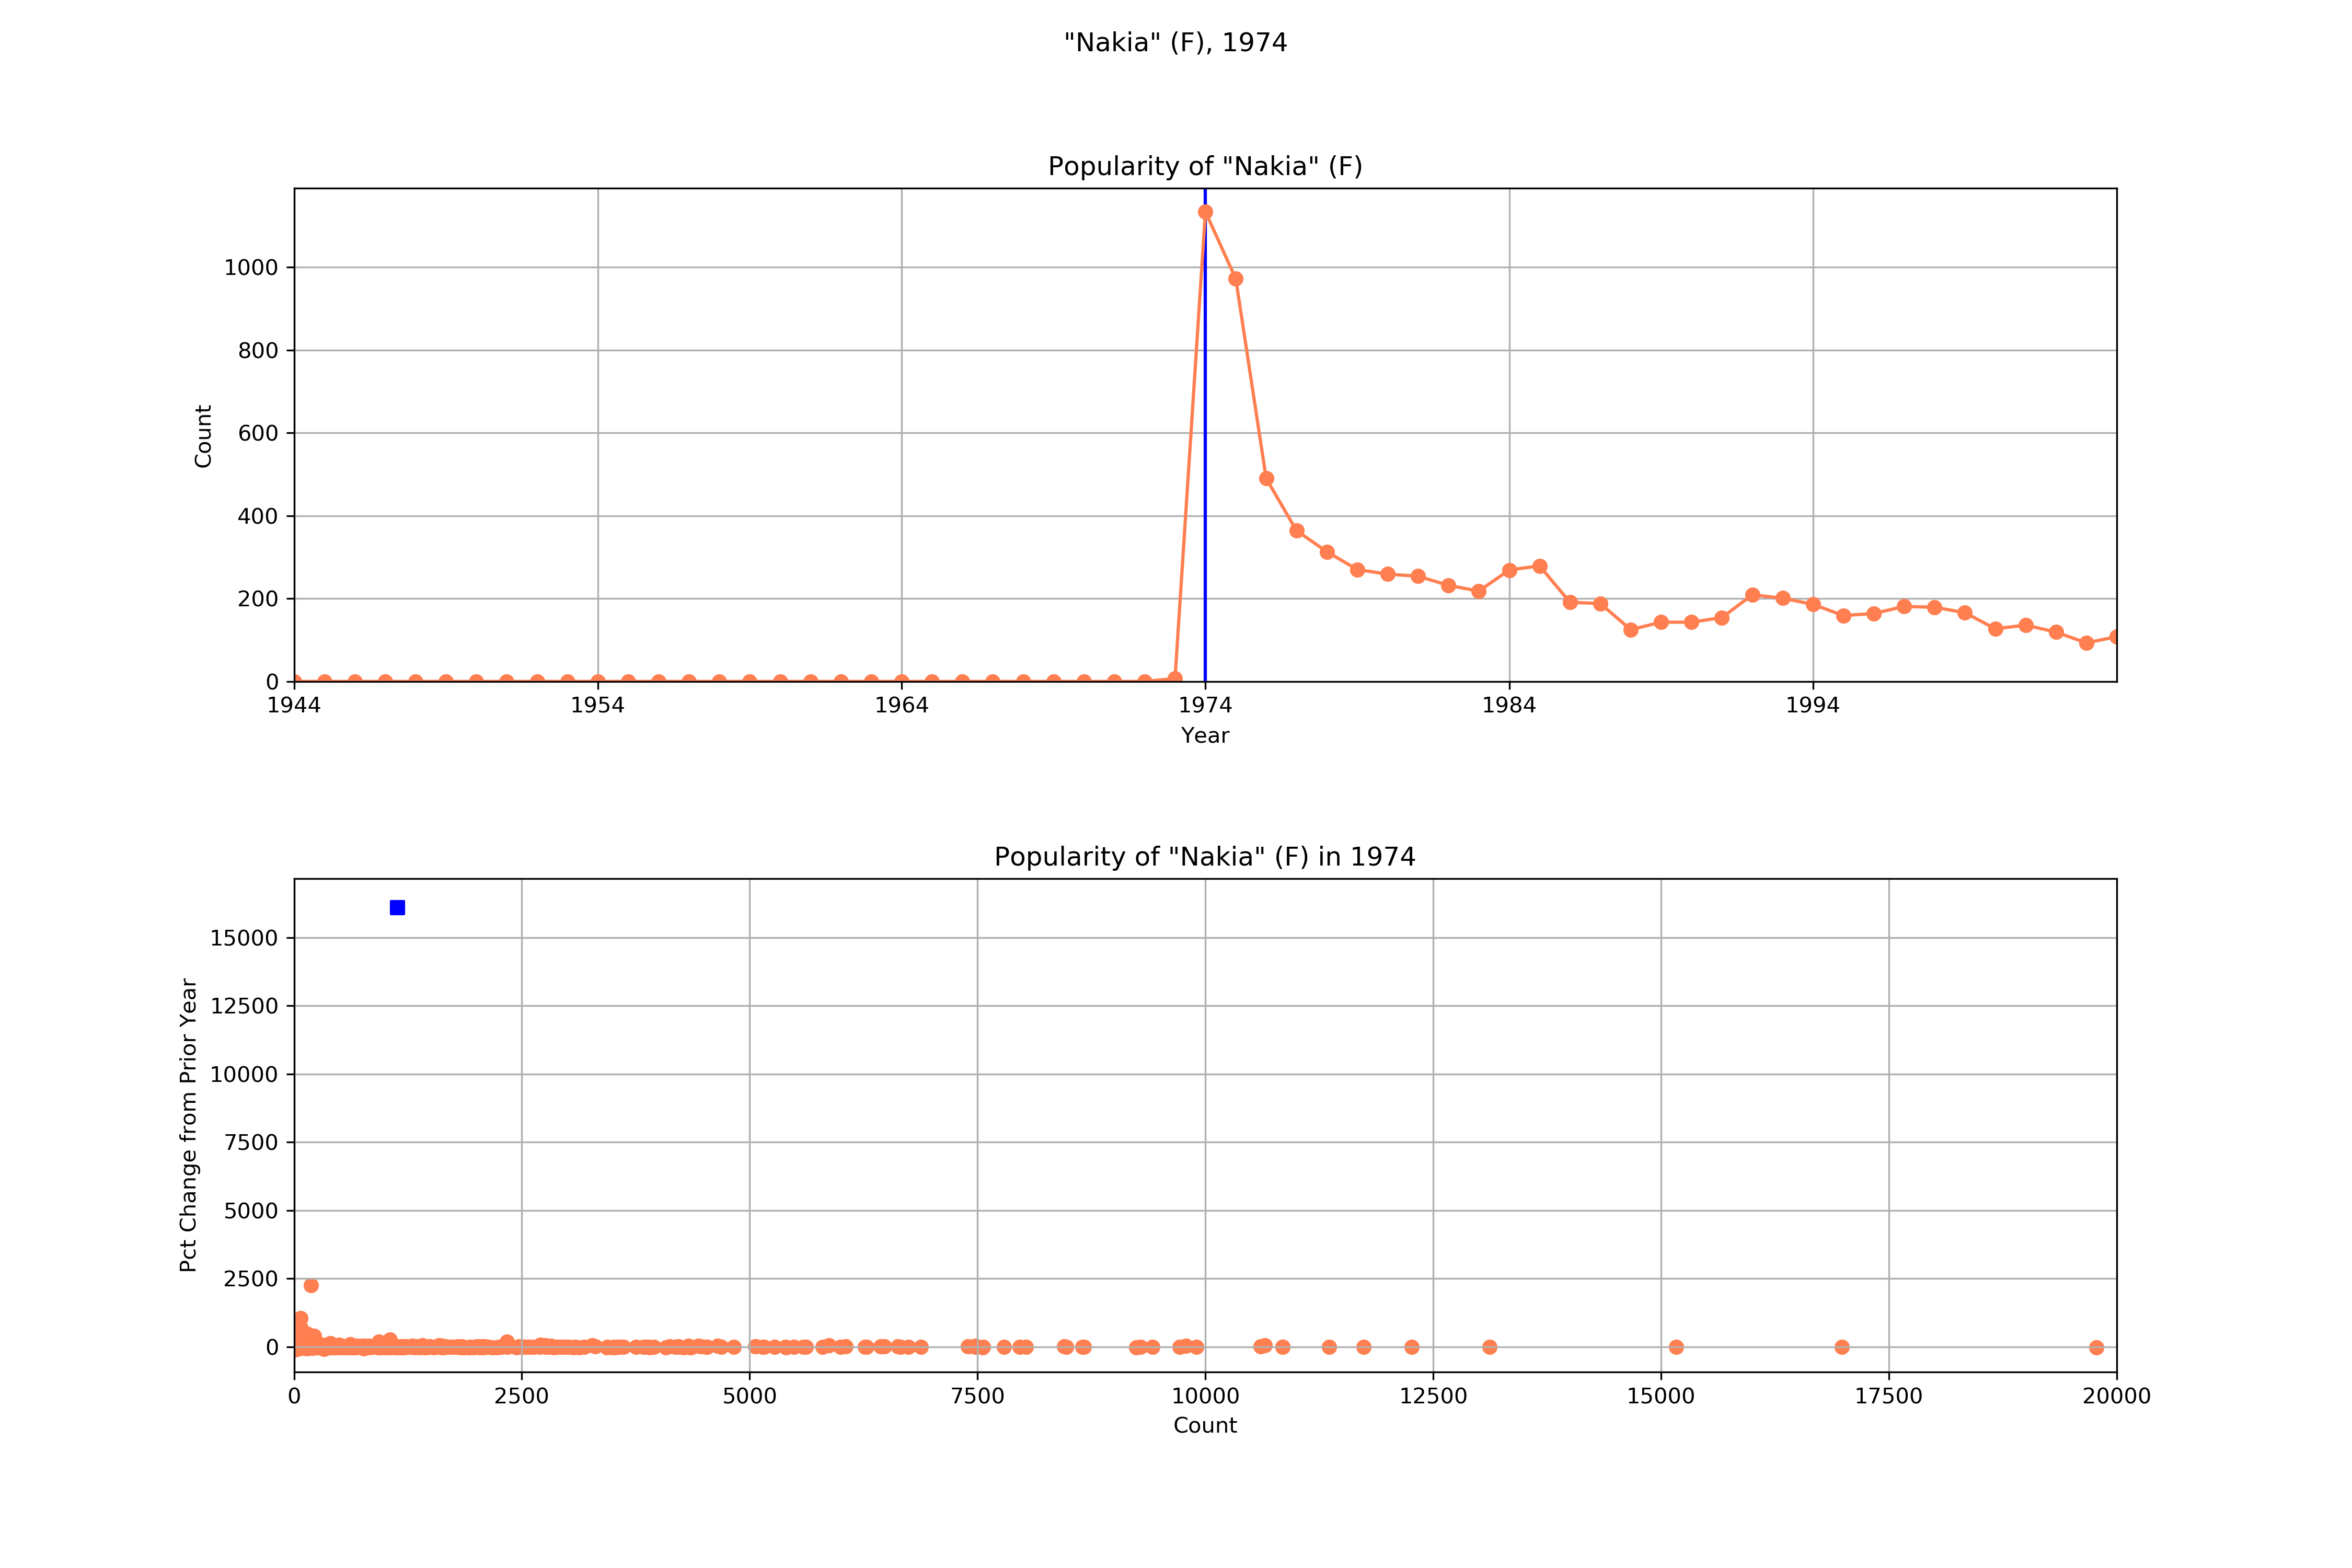 "Nakia" (F), 1974
Popularity of "Nakia" (F)
1000
800
600
400
200
0
Count
1944 1954 1964 1974 1984 1994
Year
Popularity of "Nakia" (F) in 1974
15000
12500
10000
7500
5000
2500
0
Pct Change from Prior Year
0 2500 5000 7500 10000 12500 15000 17500 20000
Count